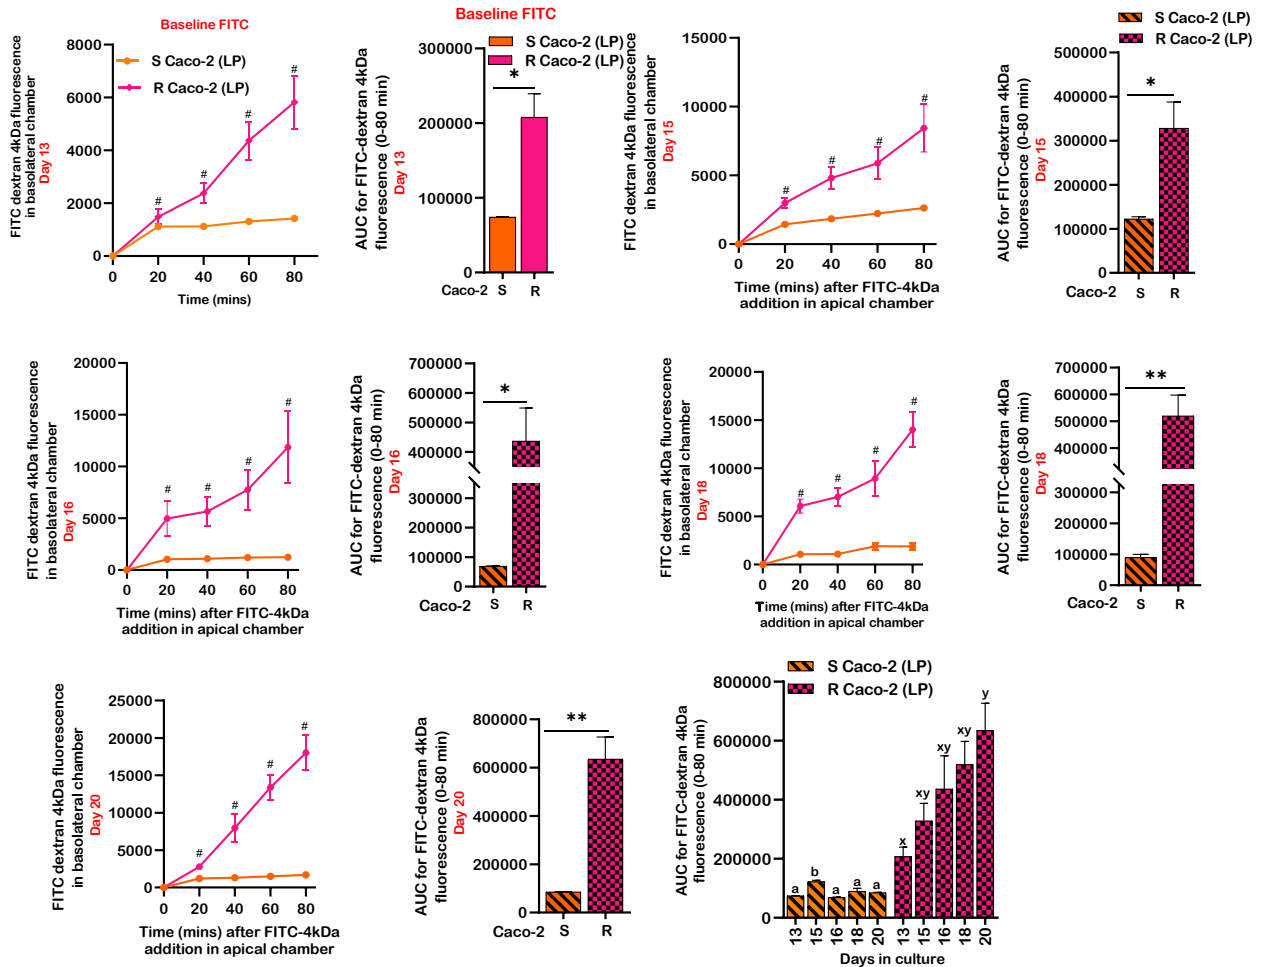 Baseline FITC
FITC dextran 4kDa fluorescence
in basolateral chamber
Day 13
8000
6000
4000
2000
0
S Caco-2 (LP)
R Caco-2 (LP)
#
#
#
#
0 20 40 60 80
Time (mins)
Baseline FITC
AUC for FITC-dextran 4kDa
fluorescence (0-80 min)
Day 13
300000
200000
100000
0
S Caco-2 (LP)
R Caco-2 (LP)
*
Caco-2 S R
FITC dextran 4kDa fluorescence
in basolateral chamber
Day 15
15000
10000
5000
0
#
#
#
#
0 20 40 60 80
Time (mins) after FITC-4kDa
addition in apical chamber
S Caco-2 (LP)
R Caco-2 (LP)
AUC for FITC-dextran 4kDa
fluorescence (0-80 min)
Day 15
500000
400000
300000
200000
100000
0
*
Caco-2 S R
FITC dextran 4kDa fluorescence
in basolateral chamber
Day 16
20000
15000
10000
5000
0
#
#
#
#
0 20 40 60 80
Time (mins) after FITC-4kDa
addition in apical chamber
AUC for FITC-dextran 4kDa
fluorescence (0-80 min)
Day 16
700000
600000
500000
400000
300000
200000
100000
0
*
Caco-2 S R
FITC dextran 4kDa fluorescence
in basolateral chamber
Day 18
20000
15000
10000
5000
0
#
#
#
#
0 20 40 60 80
Time (mins) after FITC-4kDa
addition in apical chamber
AUC for FITC-dextran 4kDa
fluorescence (0-80 min)
Day 18
700000
600000
500000
400000
300000
200000
100000
0
**
Caco-2 S R
FITC dextran 4kDa fluorescence
in basolateral chamber
Day 20
25000
20000
15000
10000
5000
0
#
#
#
#
0 20 40 60 80
Time (mins) after FITC-4kDa
addition in apical chamber
AUC for FITC-dextran 4kDa
fluorescence (0-80 min)
Day 20
800000
600000
400000
200000
0
**
Caco-2 S R
S Caco-2 (LP)
R Caco-2 (LP)
AUC for FITC-dextran 4kDa
fluorescence (0-80 min)
800000
600000
400000
200000
0
a b a a a x xy xy xy y
13 15 16 18 20 13 15 16 18 20
Days in culture